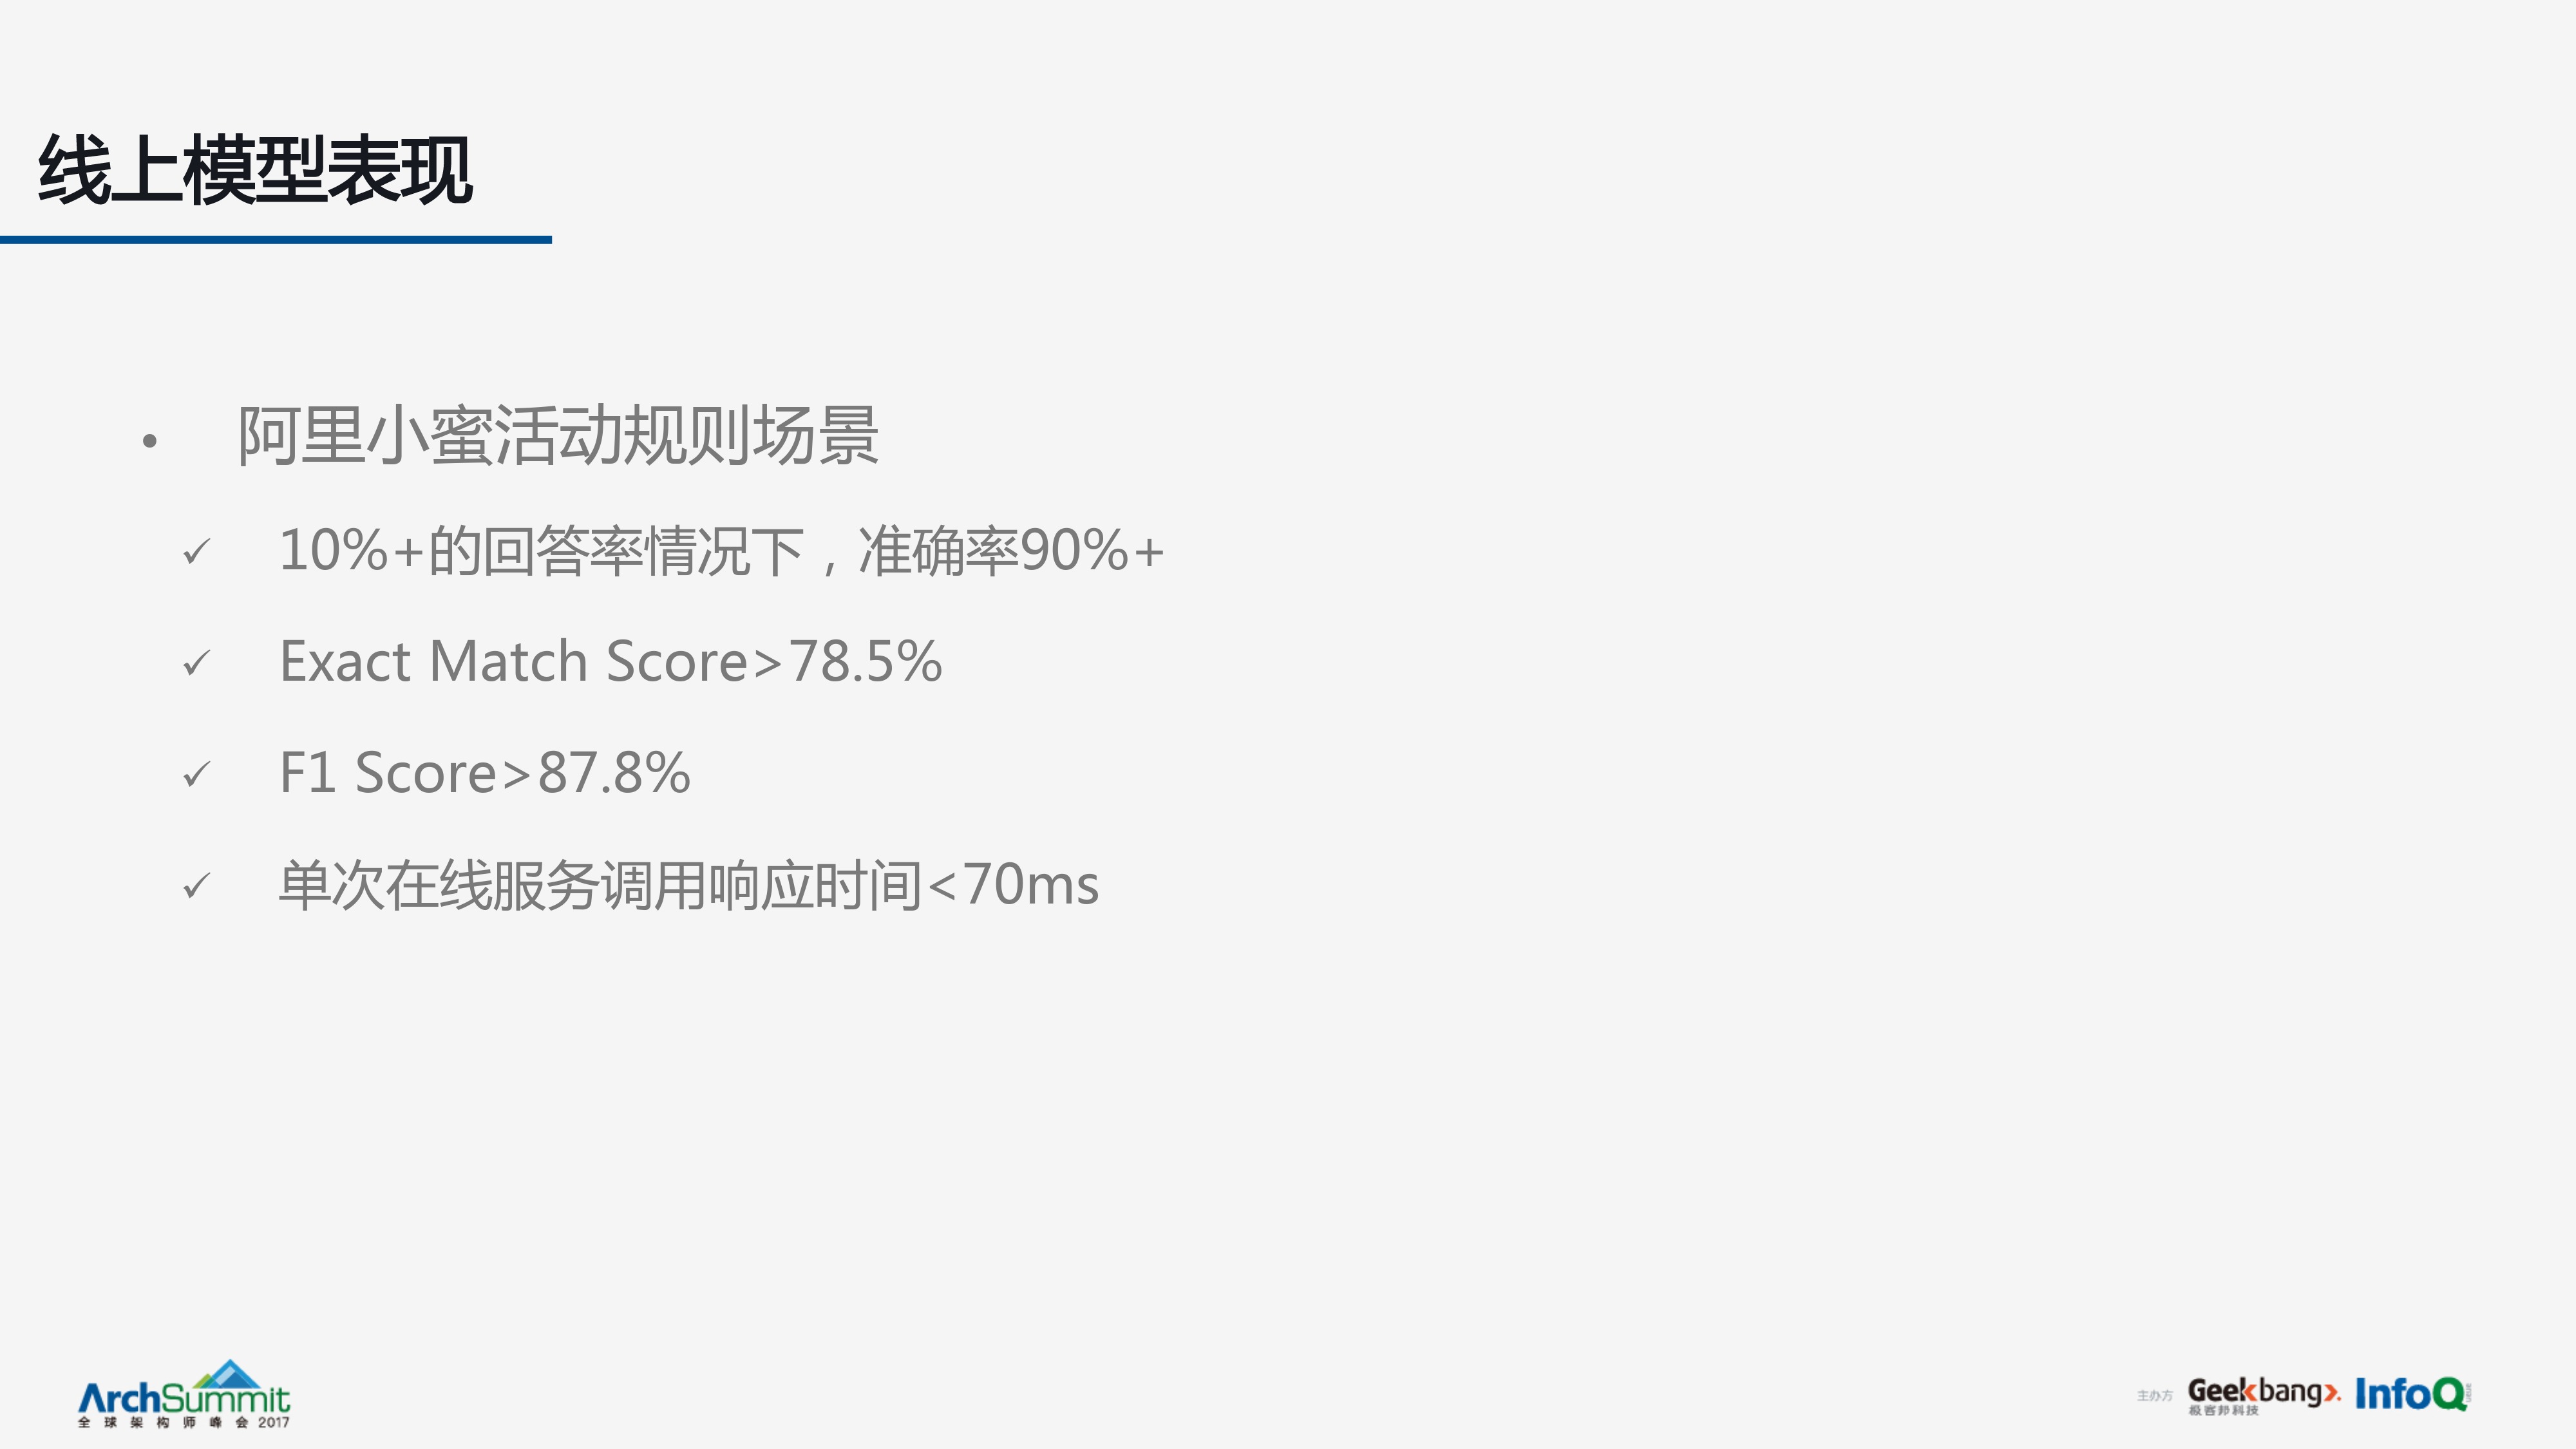 线上模型表现
• 阿里小蜜活动规则场景
✓ 10%+的回答率情况下，准确率90%+
✓ Exact Match Score>78.5%
✓ F1 Score>87.8%
✓ 单次在线服务调用响应时间<70ms
ArchSummit
全球架构师峰会 2017
主办方 Geekbang>. InfoQ
极客邦科技